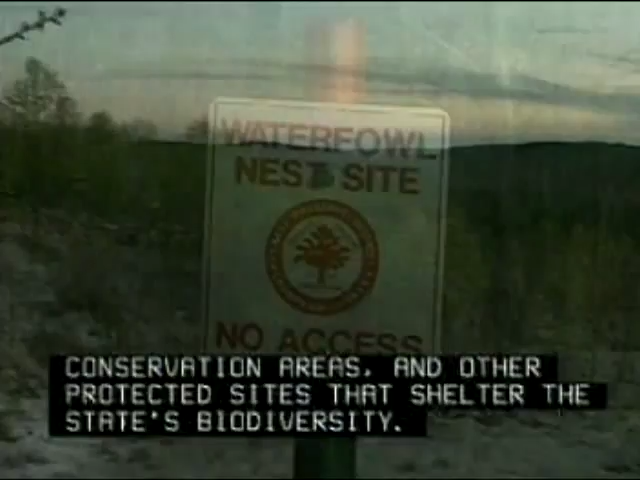 WATERFOWL
NEST SITE
NO ACCESS
CONSERVATION AREAS, AND OTHER
PROTECTED SITES THAT SHELTER THE
STATE'S BIODIVERSITY.